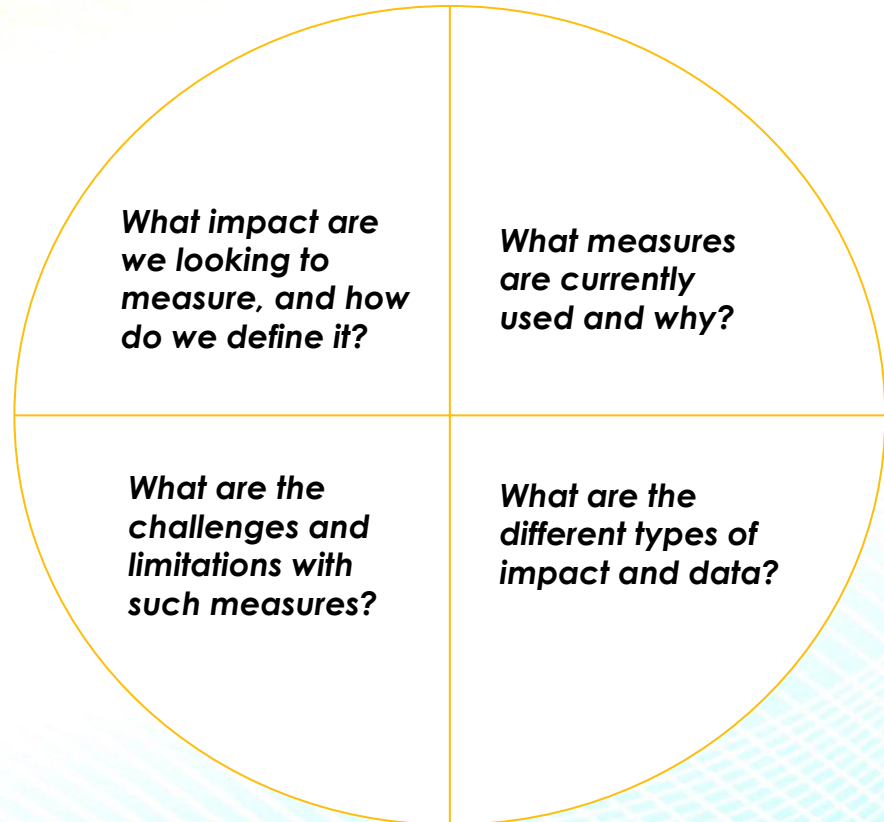 What impact are
we looking to
measure, and how
do we define it?
What measures
are currently
used and why?
What are the
challenges and
limitations with
such measures?
What are the
different types of
impact and data?